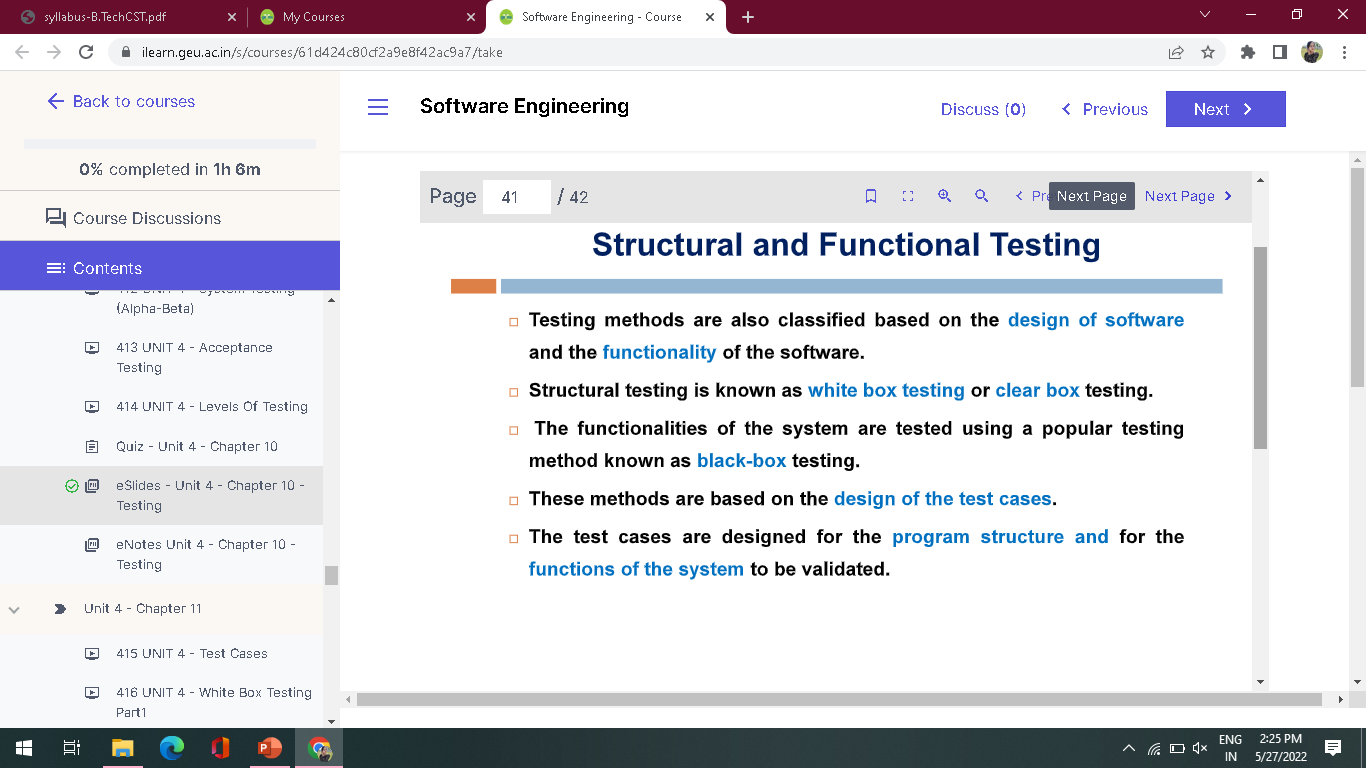 syllabus-B.TechCST.pdf
My Courses
Software Engineering - Course
ilearn.geu.ac.in/s/courses/61d424c80cf2a9e8f42ac9a7/take
Back to courses
0% completed in 1h 6m
Course Discussions
Contents
(Alpha-Beta)
413 UNIT 4 - Acceptance
Testing
414 UNIT 4 - Levels Of Testing
Quiz - Unit 4 - Chapter 10
eSlides - Unit 4 - Chapter 10 -
Testing
eNotes Unit 4 - Chapter 10 -
Testing
Unit 4 - Chapter 11
415 UNIT 4 - Test Cases
416 UNIT 4 - White Box Testing
Part1
Software Engineering
Discuss (0)
Previous
Next
Page 41 / 42
Next Page
Next Page
Structural and Functional Testing
Testing methods are also classified based on the design of software
and the functionality of the software.
Structural testing is known as white box testing or clear box testing.
The functionalities of the system are tested using a popular testing
method known as black-box testing.
These methods are based on the design of the test cases.
The test cases are designed for the program structure and for the
functions of the system to be validated.
ENG
IN
2:25 PM
5/27/2022